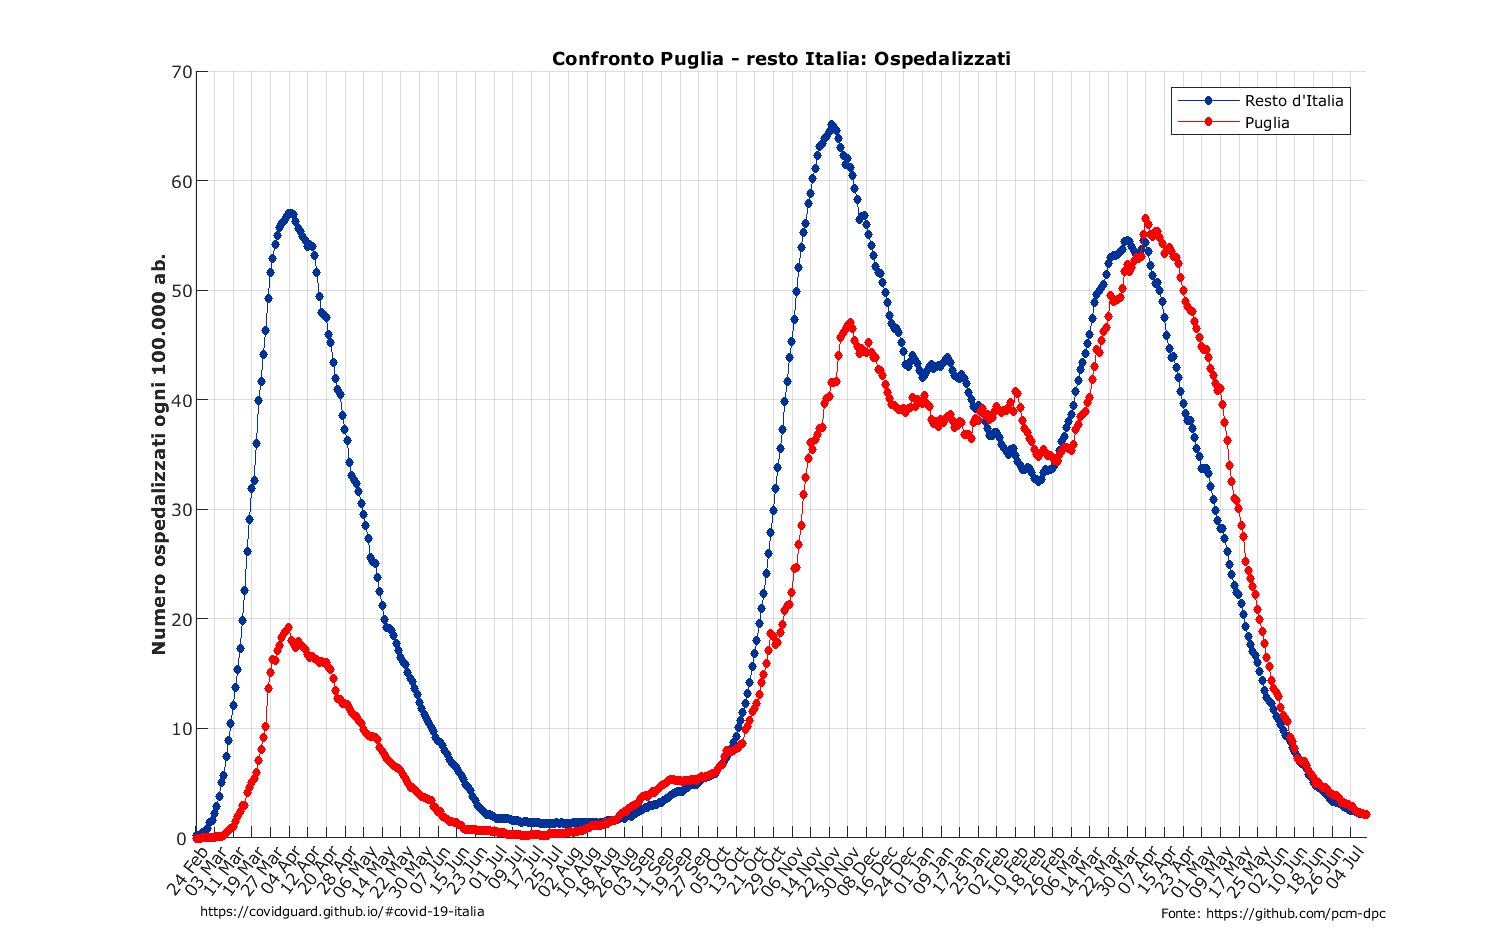 Confronto Puglia - resto Italia: Ospedalizzati
Resto d'Italia
Puglia
Numero ospedalizzati ogni 100.000 ab.
70
60
50
40
30
20
10
0
24 Feb
03 Mar
11 Mar
19 Mar
27 Mar
04 Apr
12 Apr
20 Apr
28 Apr
06 May
14 May
22 May
30 May
07 Jun
15 Jun
23 Jun
01 Jul
09 Jul
17 Jul
25 Jul
02 Aug
10 Aug
18 Aug
26 Aug
03 Sep
11 Sep
19 Sep
27 Sep
05 Oct
13 Oct
21 Oct
29 Oct
06 Nov
14 Nov
22 Nov
30 Nov
08 Dec
16 Dec
24 Dec
01 Jan
09 Jan
17 Jan
25 Jan
02 Feb
10 Feb
18 Feb
26 Feb
06 Mar
14 Mar
22 Mar
30 Mar
07 Apr
15 Apr
23 Apr
01 May
09 May
17 May
25 May
02 Jun
10 Jun
18 Jun
26 Jun
04 Jul
https://covidguard.github.io/#covid-19-italia
Fonte: https://github.com/pcm-dpc